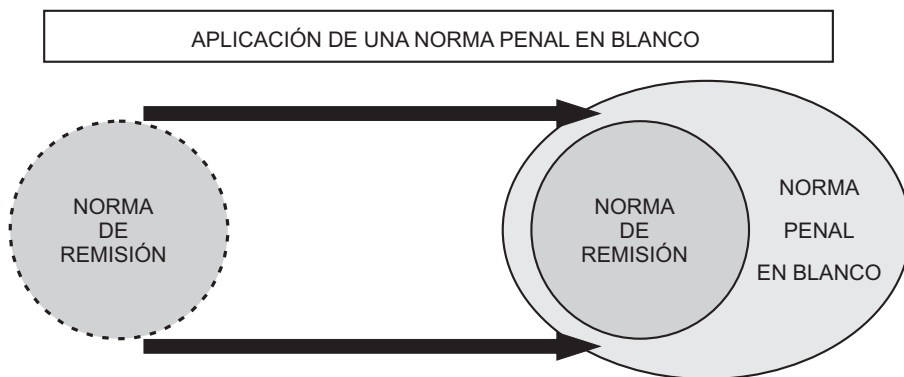 APLICACIÓN DE UNA NORMA PENAL EN BLANCO
NORMA
DE
REMISIÓN
NORMA
DE
REMISIÓN
NORMA
PENAL
EN BLANCO